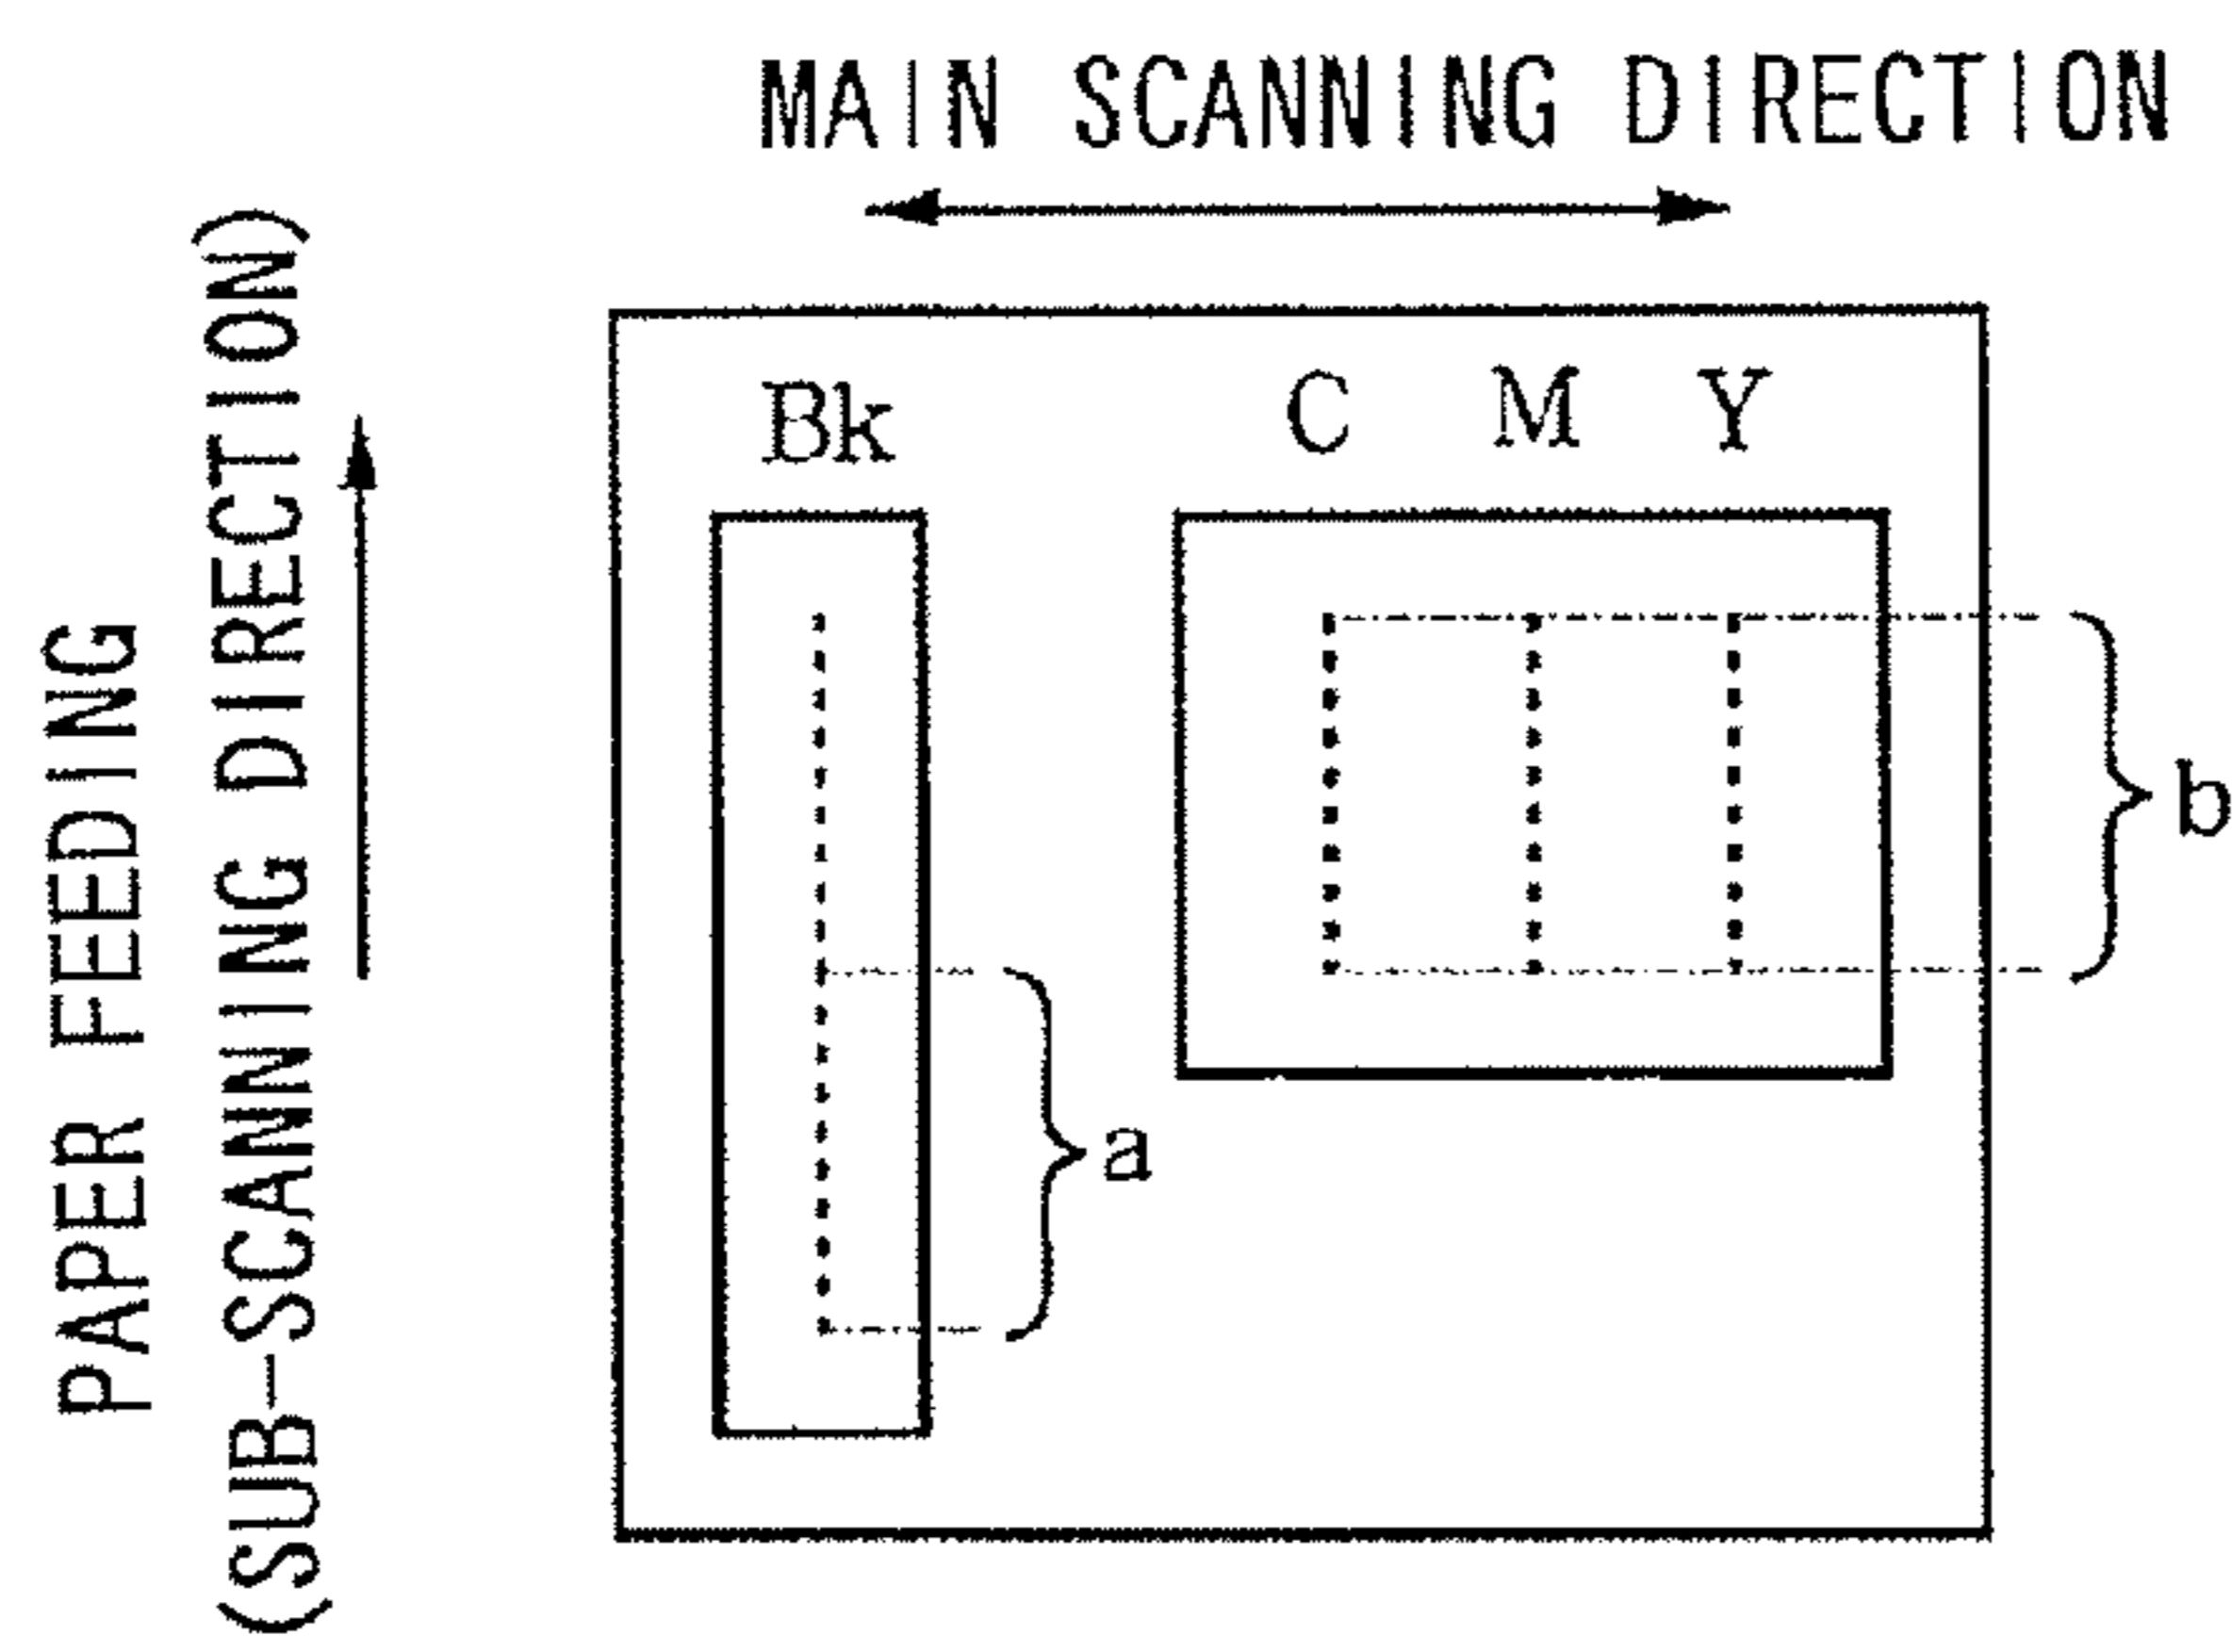 MAIN SCANNING DIRECTION
PAPER FEEDING
(SUB-SCANNING DIRECTION)
Bk C M Y
b
a